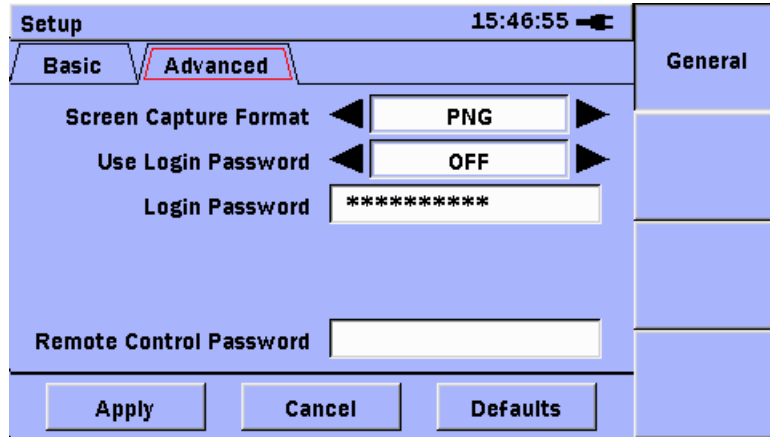 Setup 15:46:55
General
Basic Advanced
Screen Capture Format PNG
Use Login Password OFF
Login Password **********
Remote Control Password
Apply Cancel Defaults